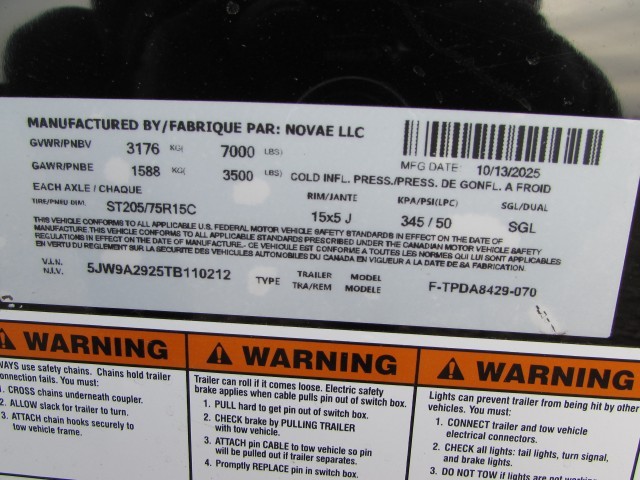 MANUFACTURED BY/FABRIQUE PAR: NOVAE LLC
GVWR/PNBV 3176 KG( 7000 LBS)
MFG DATE 10/13/2025
GAWR/PNBE 1588 KG( 3500 LBS) COLD INFL. PRESS./PRESS. DE GONFL. A FROID
EACH AXLE / CHAQUE RIM/JANTE KPA/PSI(LPC) SGL/DUAL
TIRE/PNEU DIM. ST205/75R15C 15x5 J 345/50 SGL
THIS VEHICLE CONFORMS TO ALL APPLICABLE U.S. FEDERAL MOTOR VEHICLE SAFETY STANDARDS IN EFFECT ON THE DATE OF
MANUFACTURE. THIS VEHICLE CONFORMS TO ALL APPLICABLE STANDARDS PRESCRIBED UNDER THE CANADIAN MOTOR VEHICLE SAFETY
REGULATIONS IN EFFECT ON THE DATE OF MANUFACTURE.. CE VEHICULE EST CONFORME A TOUTES LES NORMES QUI LUI SONT APPLICABLES
EN VERTU DU REGLEMENT SUR LA SECURITE DES VEHICULES AUTOMOBILES DU CANADA EN VIGUEUR A LA DATE DE SA FABRICATION
V.I.N. 5JW9A2925TB110212 TYPE TRAILER MODEL F-TPDA8429-070
N.I.V. TRA/REM MODELE
WARNING
use safety chains. Chains hold trailer
connection fails. You must:
1. CROSS chains underneath coupler.
2. ALLOW slack for trailer to turn.
3. ATTACH chain hooks securely to
tow vehicle frame.
WARNING
Trailer can roll if it comes loose. Electric safety
brake applies when cable pulls pin out of switch box.
1. PULL hard to get pin out of switch box.
2. CHECK brake by PULLING TRAILER
with tow vehicle.
3. ATTACH pin CABLE to tow vehicle so pin
will be pulled out if trailer separates.
4. Promptly REPLACE pin in switch box.
WARNING
Lights can prevent trailer from being hit by other
vehicles. You must:
1. CONNECT trailer and tow vehicle
electrical connectors.
2. CHECK all lights: tail lights, turn signal,
and brake lights.
3. DO NOT TOW if lights are not working